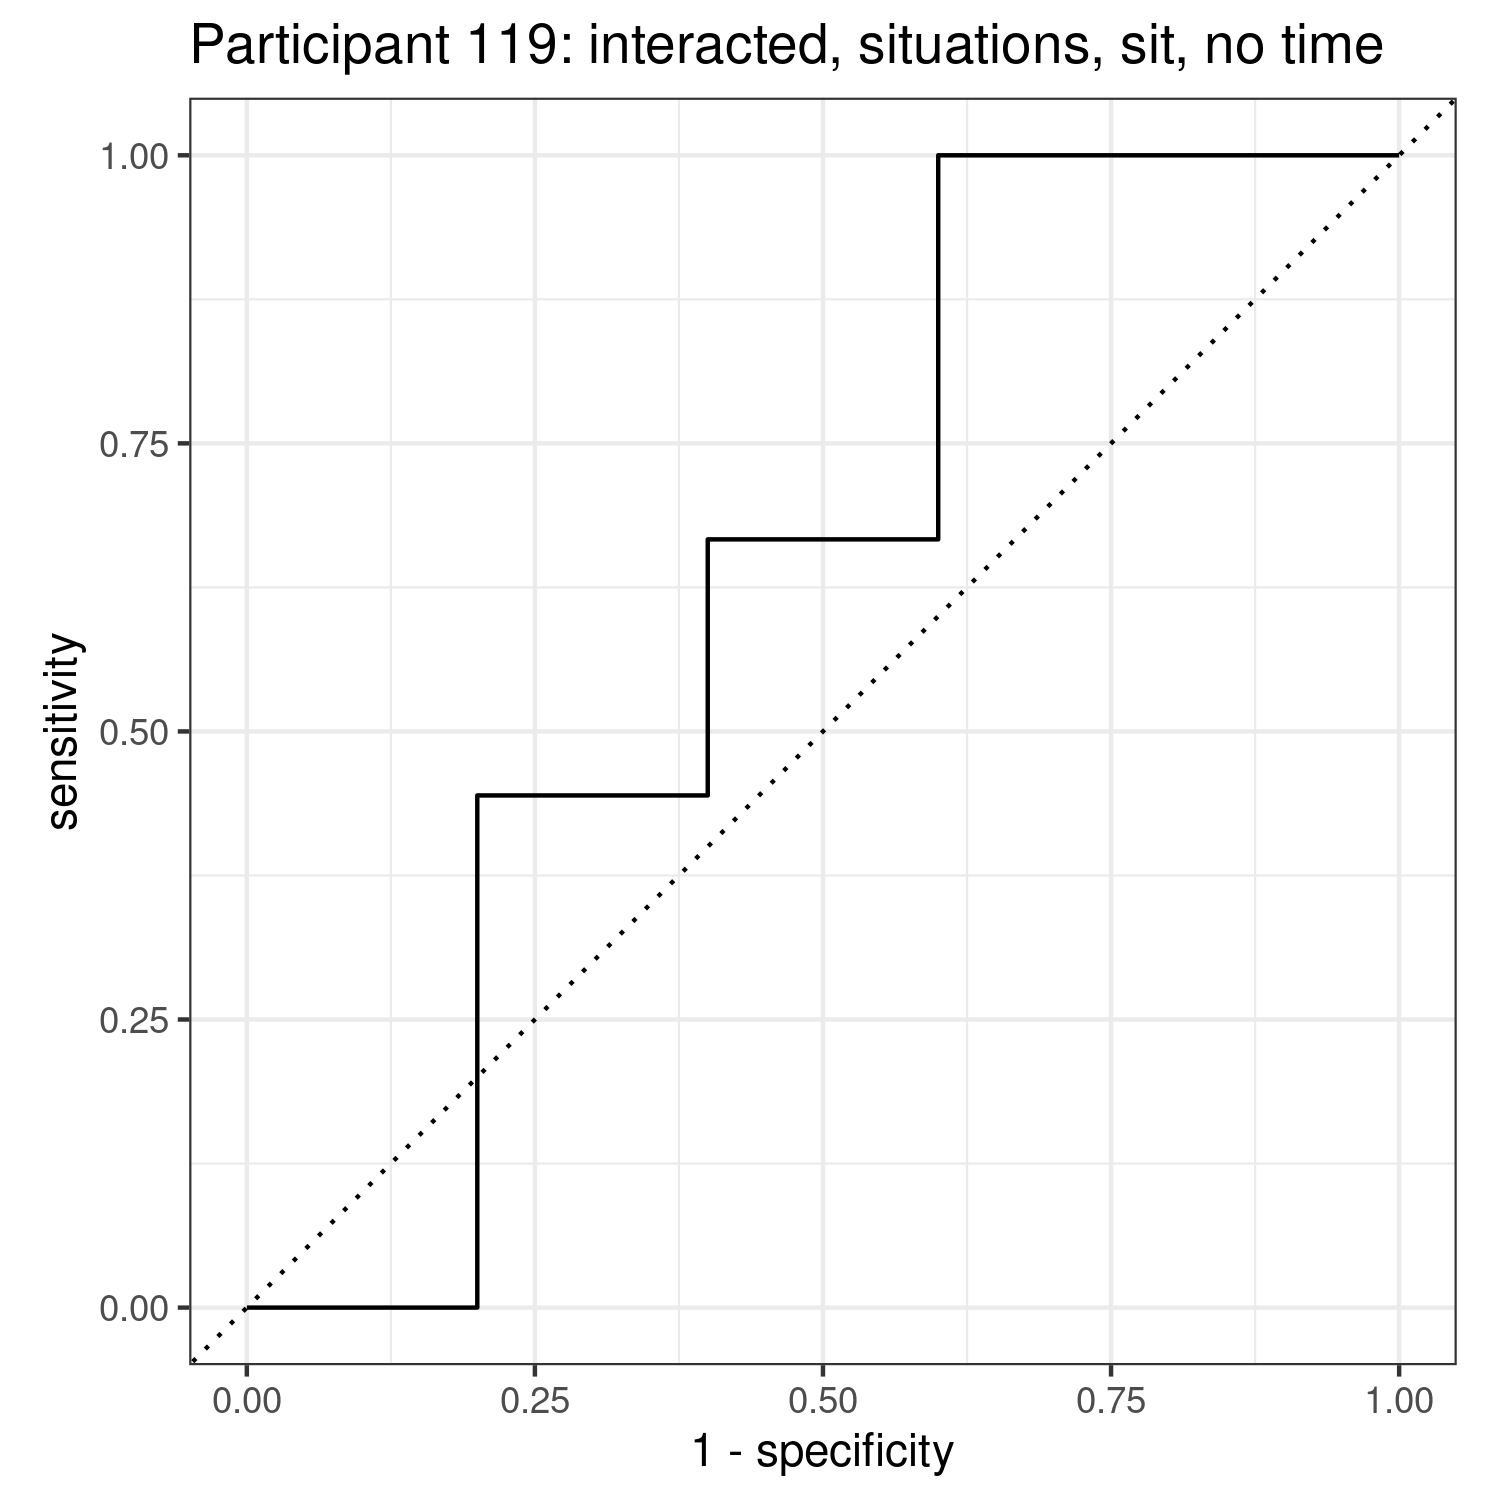 Participant 119: interacted, situations, sit, no time
1.00
0.75
0.50
0.25
0.00
sensitivity
0.00 0.25 0.50 0.75 1.00
1 - specificity